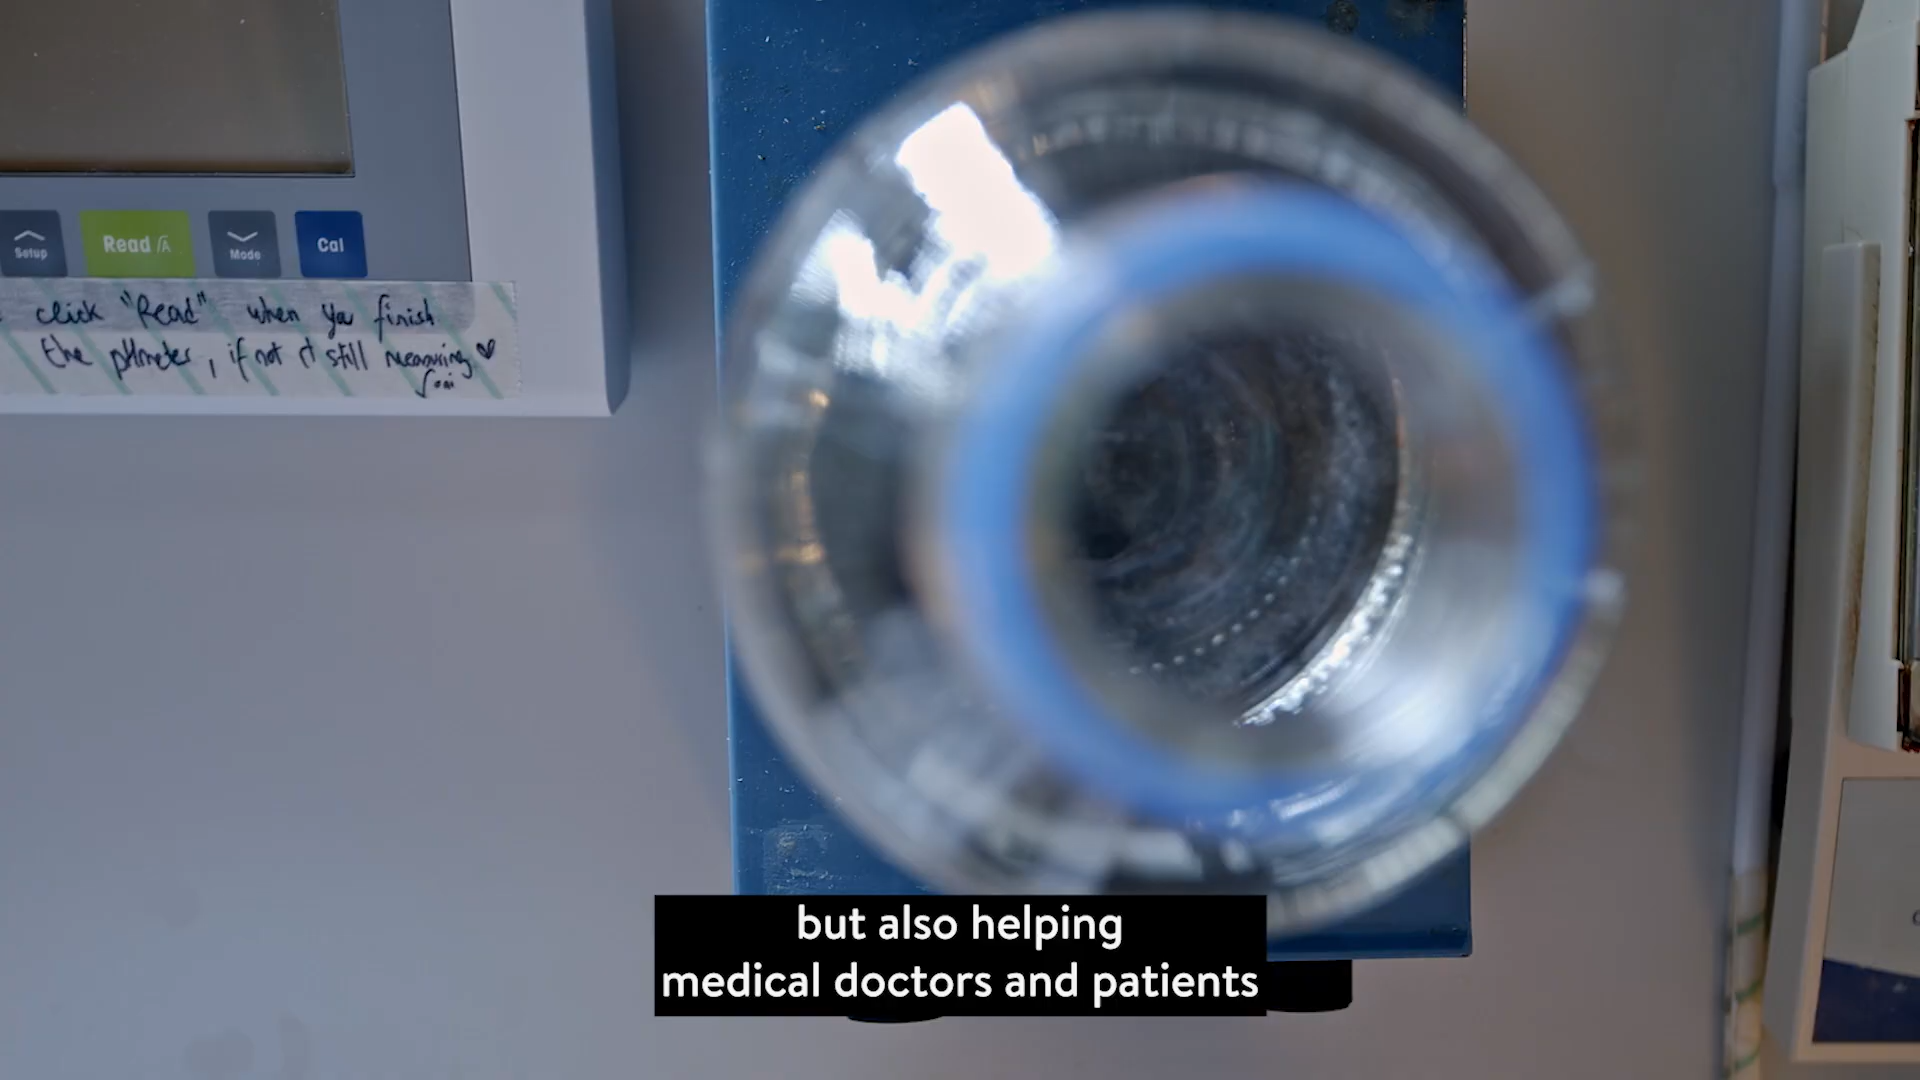 Setup
Read /A
Mode
Cal
click "Read" when you finish
the pHmeter, if not it still measuring ♥
but also helping
medical doctors and patients